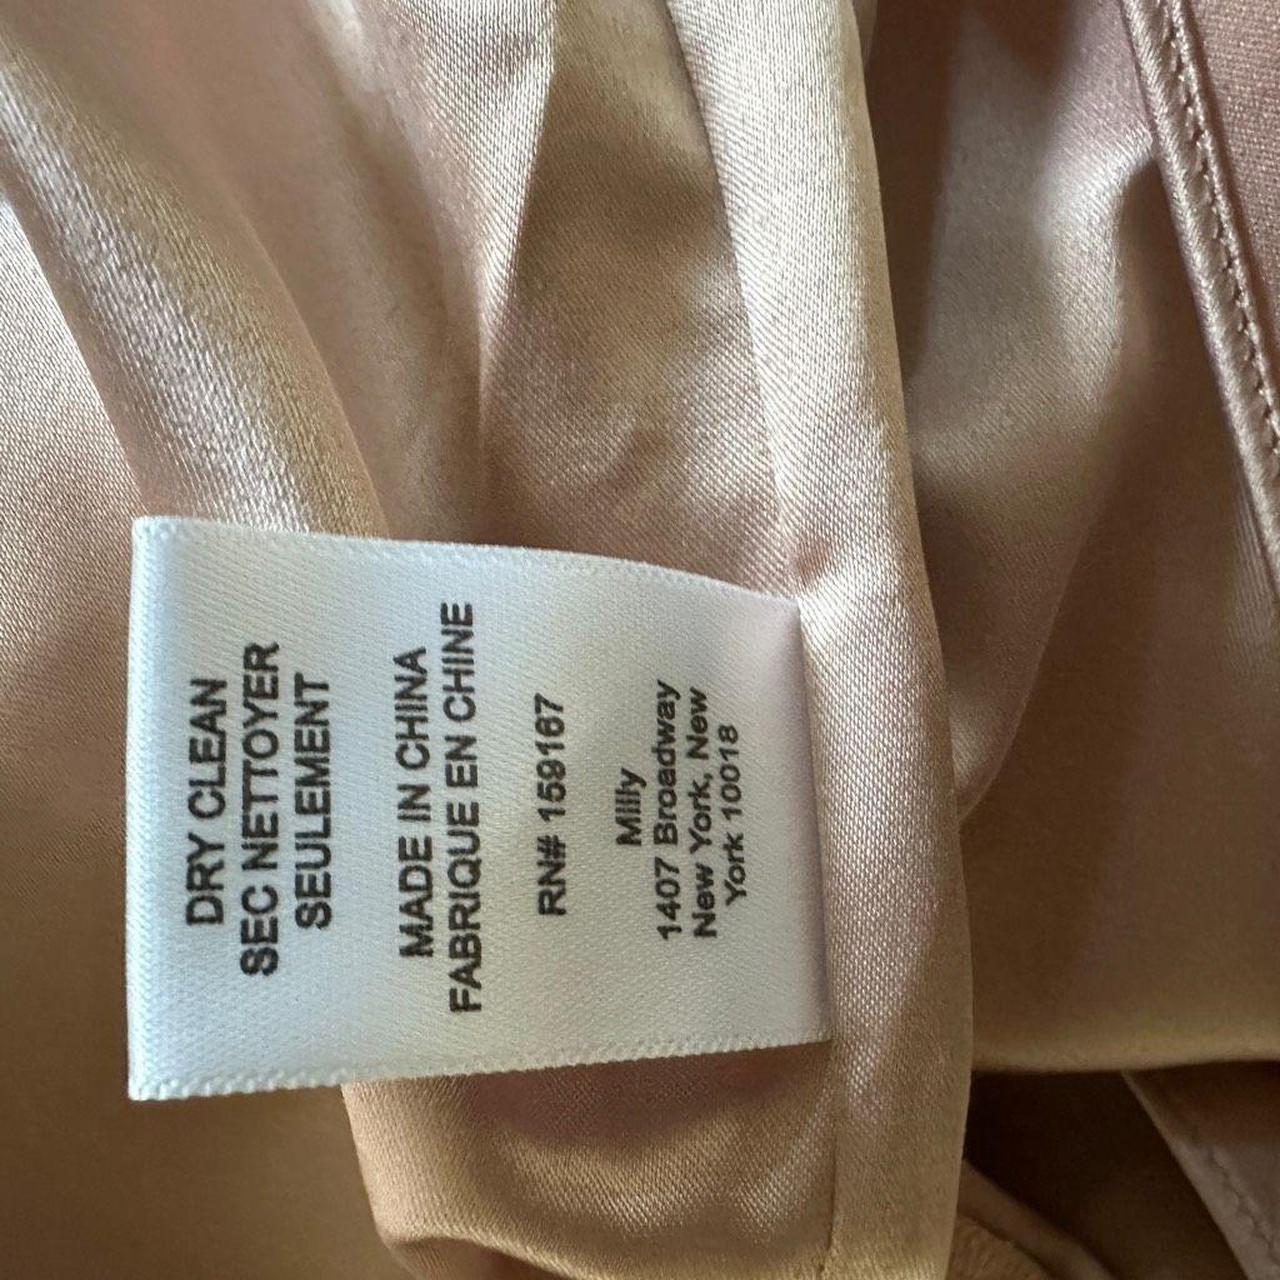 DRY CLEAN
SEC NETTOYER
SEULEMENT
MADE IN CHINA
FABRIQUE EN CHINE
RN# 159167
Milly
1407 Broadway
New York, New
York 10018